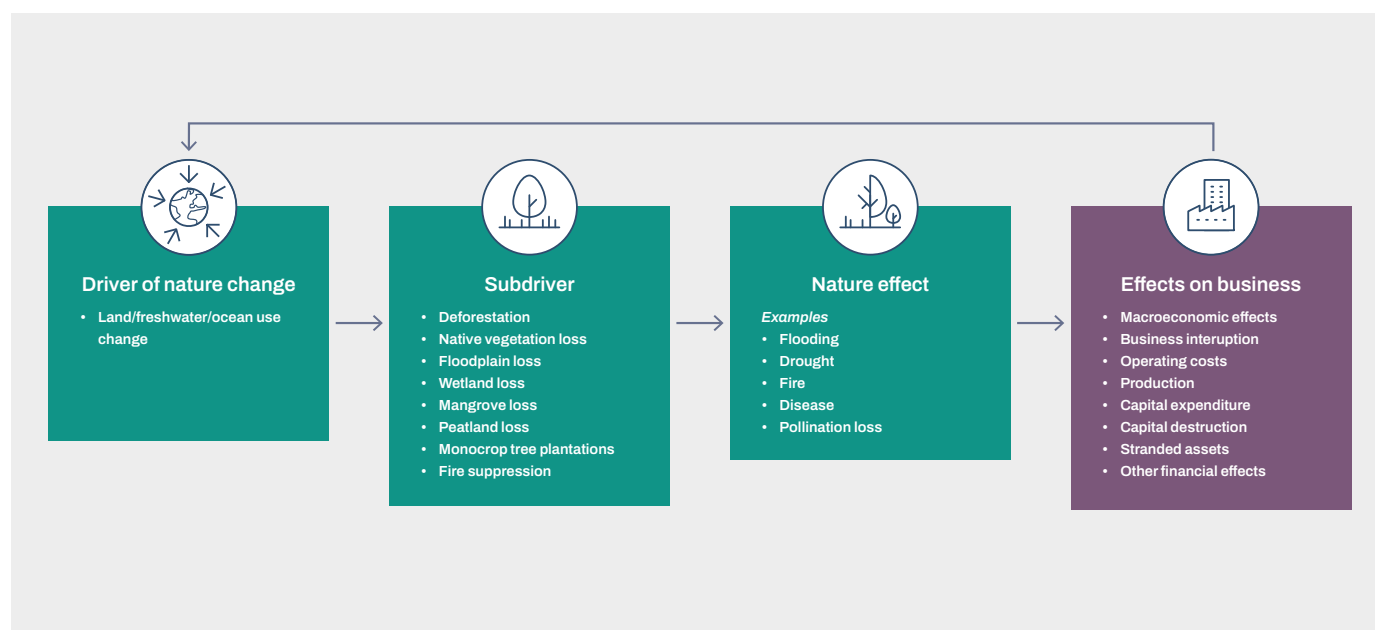 Driver of nature change
• Land/freshwater/ocean use
change
Subdriver
• Deforestation
• Native vegetation loss
• Floodplain loss
• Wetland loss
• Mangrove loss
• Peatland loss
• Monocrop tree plantations
• Fire suppression
Nature effect
Examples
• Flooding
• Drought
• Fire
• Disease
• Pollination loss
Effects on business
• Macroeconomic effects
• Business interuption
• Operating costs
• Production
• Capital expenditure
• Capital destruction
• Stranded assets
• Other financial effects